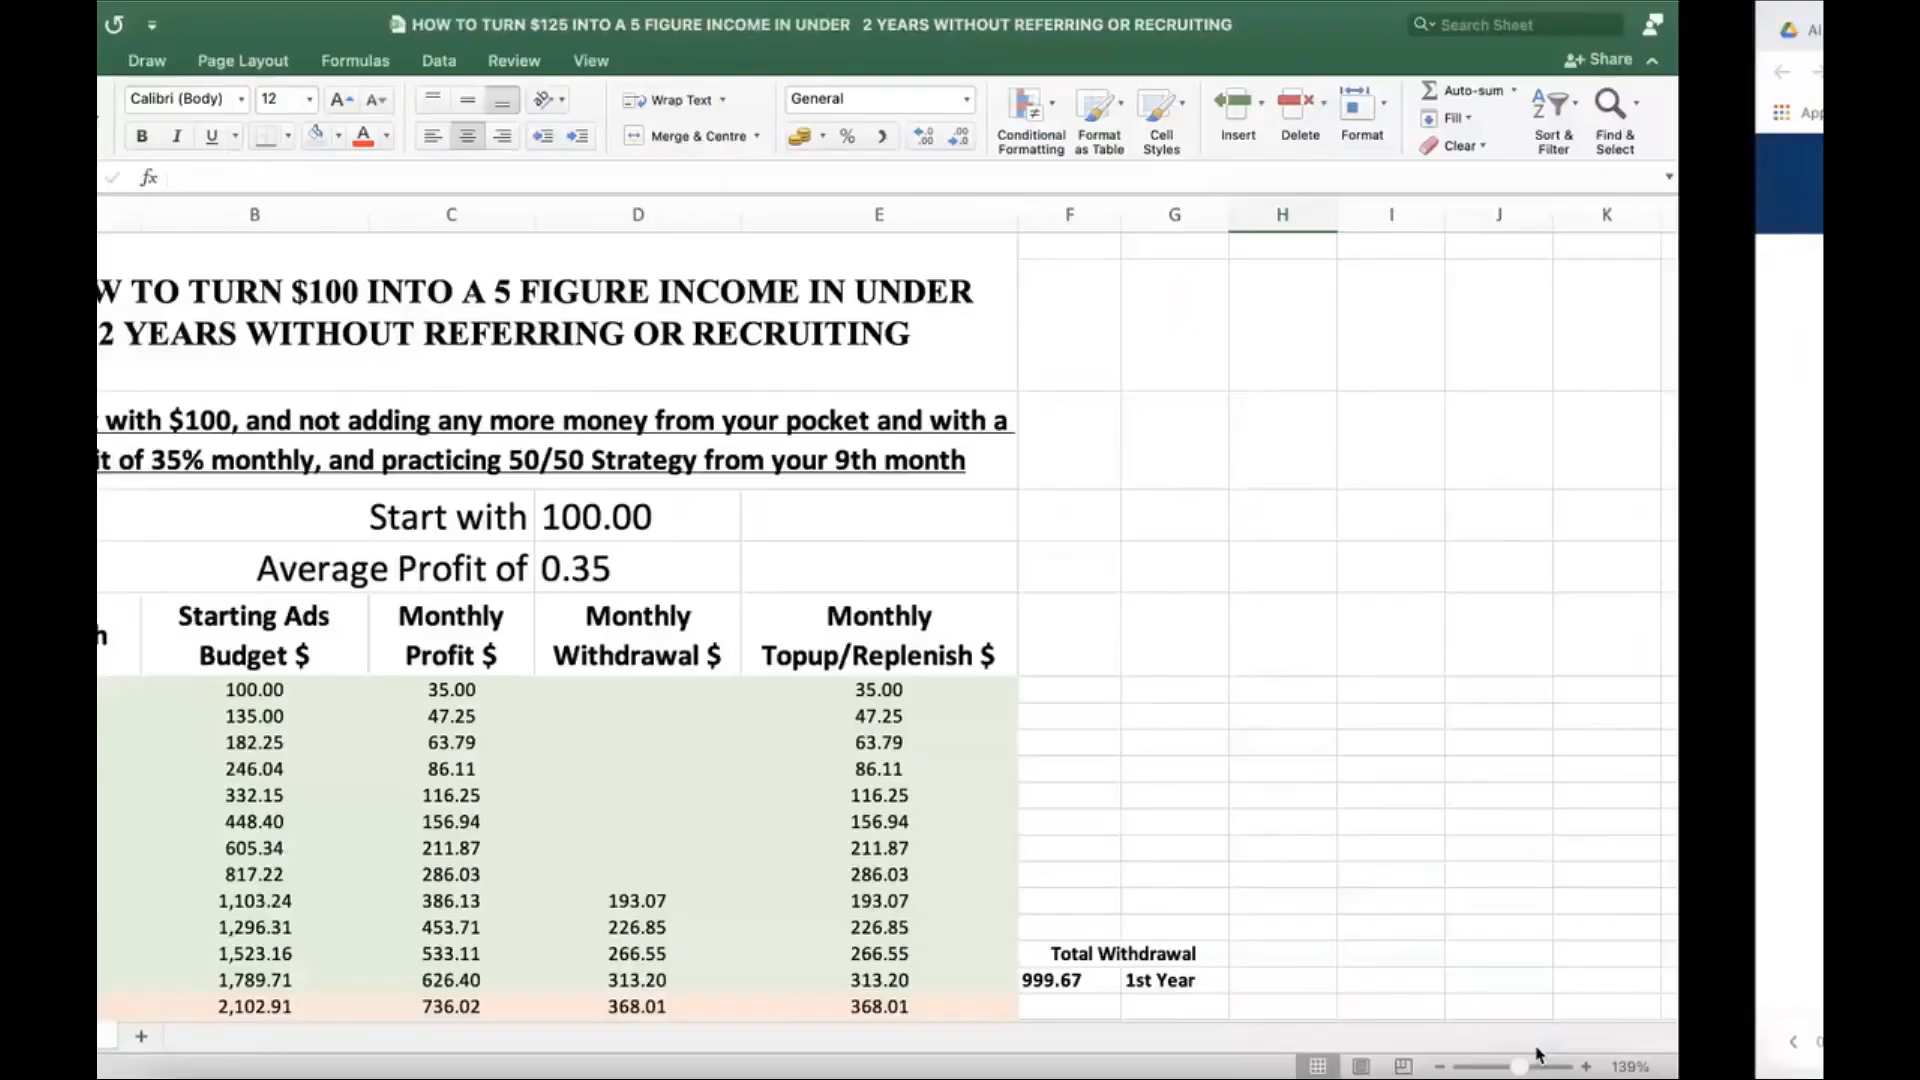 HOW TO TURN $125 INTO A 5 FIGURE INCOME IN UNDER 2 YEARS WITHOUT REFERRING OR RECRUITING
Search Sheet
Draw Page Layout Formulas Data Review View
Share
Calibri (Body) 12
Wrap Text
General
Merge & Centre
Conditional Formatting
Format as Table
Cell Styles
Insert
Delete
Format
Auto-sum
Fill
Clear
Sort & Filter
Find & Select
fx
B C D E F G H I J K
W TO TURN $100 INTO A 5 FIGURE INCOME IN UNDER
2 YEARS WITHOUT REFERRING OR RECRUITING
with $100, and not adding any more money from your pocket and with a
it of 35% monthly, and practicing 50/50 Strategy from your 9th month
Start with 100.00
Average Profit of 0.35
h
Starting Ads Budget $
Monthly Profit $
Monthly Withdrawal $
Monthly Topup/Replenish $
100.00 35.00 35.00
135.00 47.25 47.25
182.25 63.79 63.79
246.04 86.11 86.11
332.15 116.25 116.25
448.40 156.94 156.94
605.34 211.87 211.87
817.22 286.03 286.03
1,103.24 386.13 193.07 193.07
1,296.31 453.71 226.85 226.85
1,523.16 533.11 266.55 266.55 Total Withdrawal
1,789.71 626.40 313.20 313.20 999.67 1st Year
2,102.91 736.02 368.01 368.01
139%
Al
App